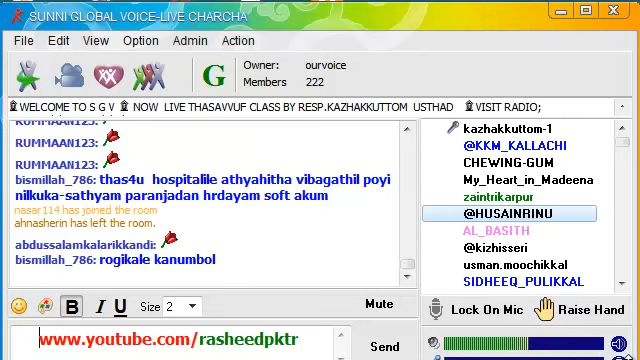 SUNNI GLOBAL VOICE-LIVE CHARCHA
File Edit View Option Admin Action
Owner: ourvoice
Members 222
WELCOME TO S G V NOW LIVE THASAVVUF CLASS BY RESP.KAZHAKKUTTOM USTHAD VISIT RADIO;
RUMMAAN123:
RUMMAAN123:
RUMMAAN123:
bismillah_786: thas4u hospitalile athyahitha vibagathil poyi
nilkuka-sathyam paranjadan hrdayam soft akum
nasar114 has joined the room
ahnasherin has left the room.
abdussalamkalarikkandi:
bismillah_786: rogikale kanumbol
kazhakkuttom-1
@KKM_KALLACHI
CHEWING-GUM
My_Heart_in_Madeena
zaintrikarpur
@HUSAINRINU
AL_BASITH
@kizhisseri
usman.moochikkal
SIDHEEQ_PULIKKAL
B I U Size 2 Mute
Lock On Mic Raise Hand
www.youtube.com/rasheedpktr
Send